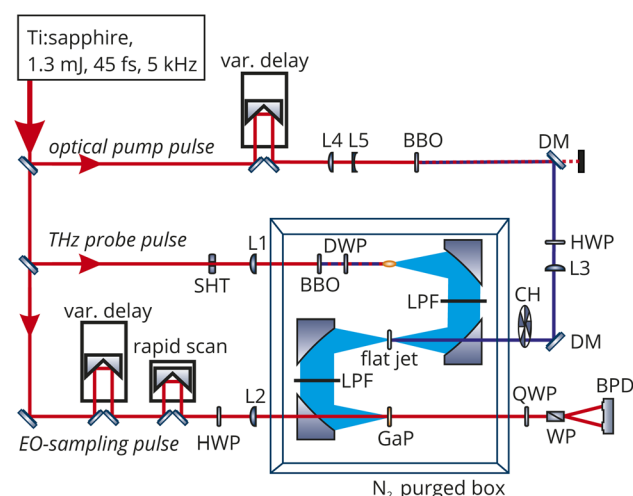 Ti:sapphire,
1.3 mJ, 45 fs, 5 kHz
var. delay
optical pump pulse
L4 L5
BBO
DM
THz probe pulse
L1
DWP
HWP
SHT
BBO
L3
LPF
CH
var. delay
rapid scan
flat jet
DM
LPF
L2
QWP
BPD
EO-sampling pulse
HWP
GaP
WP
N2 purged box